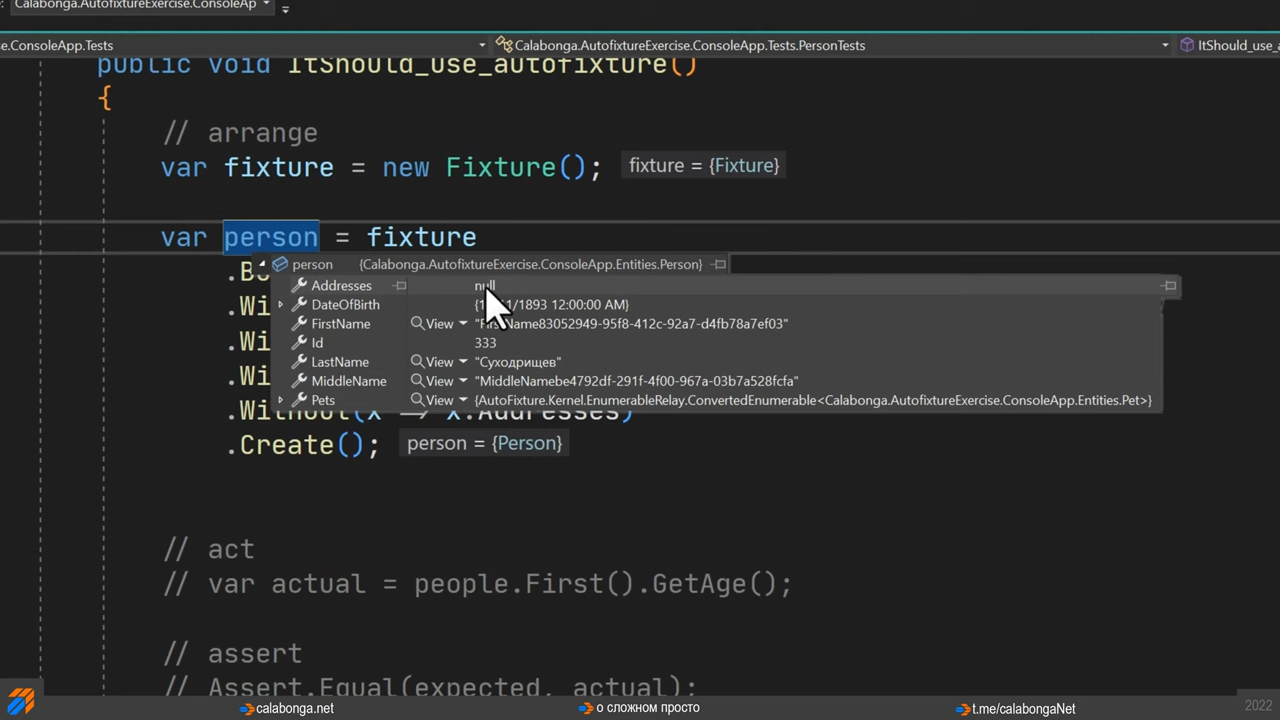 Calabonga.AutofixtureExercise.ConsoleAp
se.ConsoleApp.Tests
Calabonga.AutofixtureExercise.ConsoleApp.Tests.PersonTests
ItShould_use_a
public void ItShould_use_autofixture()
{
// arrange
var fixture = new Fixture(); fixture = {Fixture}
var person = fixture
person {Calabonga.AutofixtureExercise.ConsoleApp.Entities.Person}
Addresses null
DateOfBirth /1893 12:00:00 AM}
FirstName View "FirstName83052949-95f8-412c-92a7-d4fb78a7ef03"
Id 333
LastName View "Суходрищев"
MiddleName View "MiddleNamebe4792df-291f-4f00-967a-03b7a528fcfa"
Pets View {AutoFixture.Kernel.EnumerableRelay.ConvertedEnumerable<Calabonga.AutofixtureExercise.ConsoleApp.Entities.Pet>}
.Without(x => x.Addresses)
.Create(); person = {Person}
// act
// var actual = people.First().GetAge();
// assert
// Assert.Equal(expected, actual);
calabonga.net
о сложном просто
t.me/calabongaNet
2022